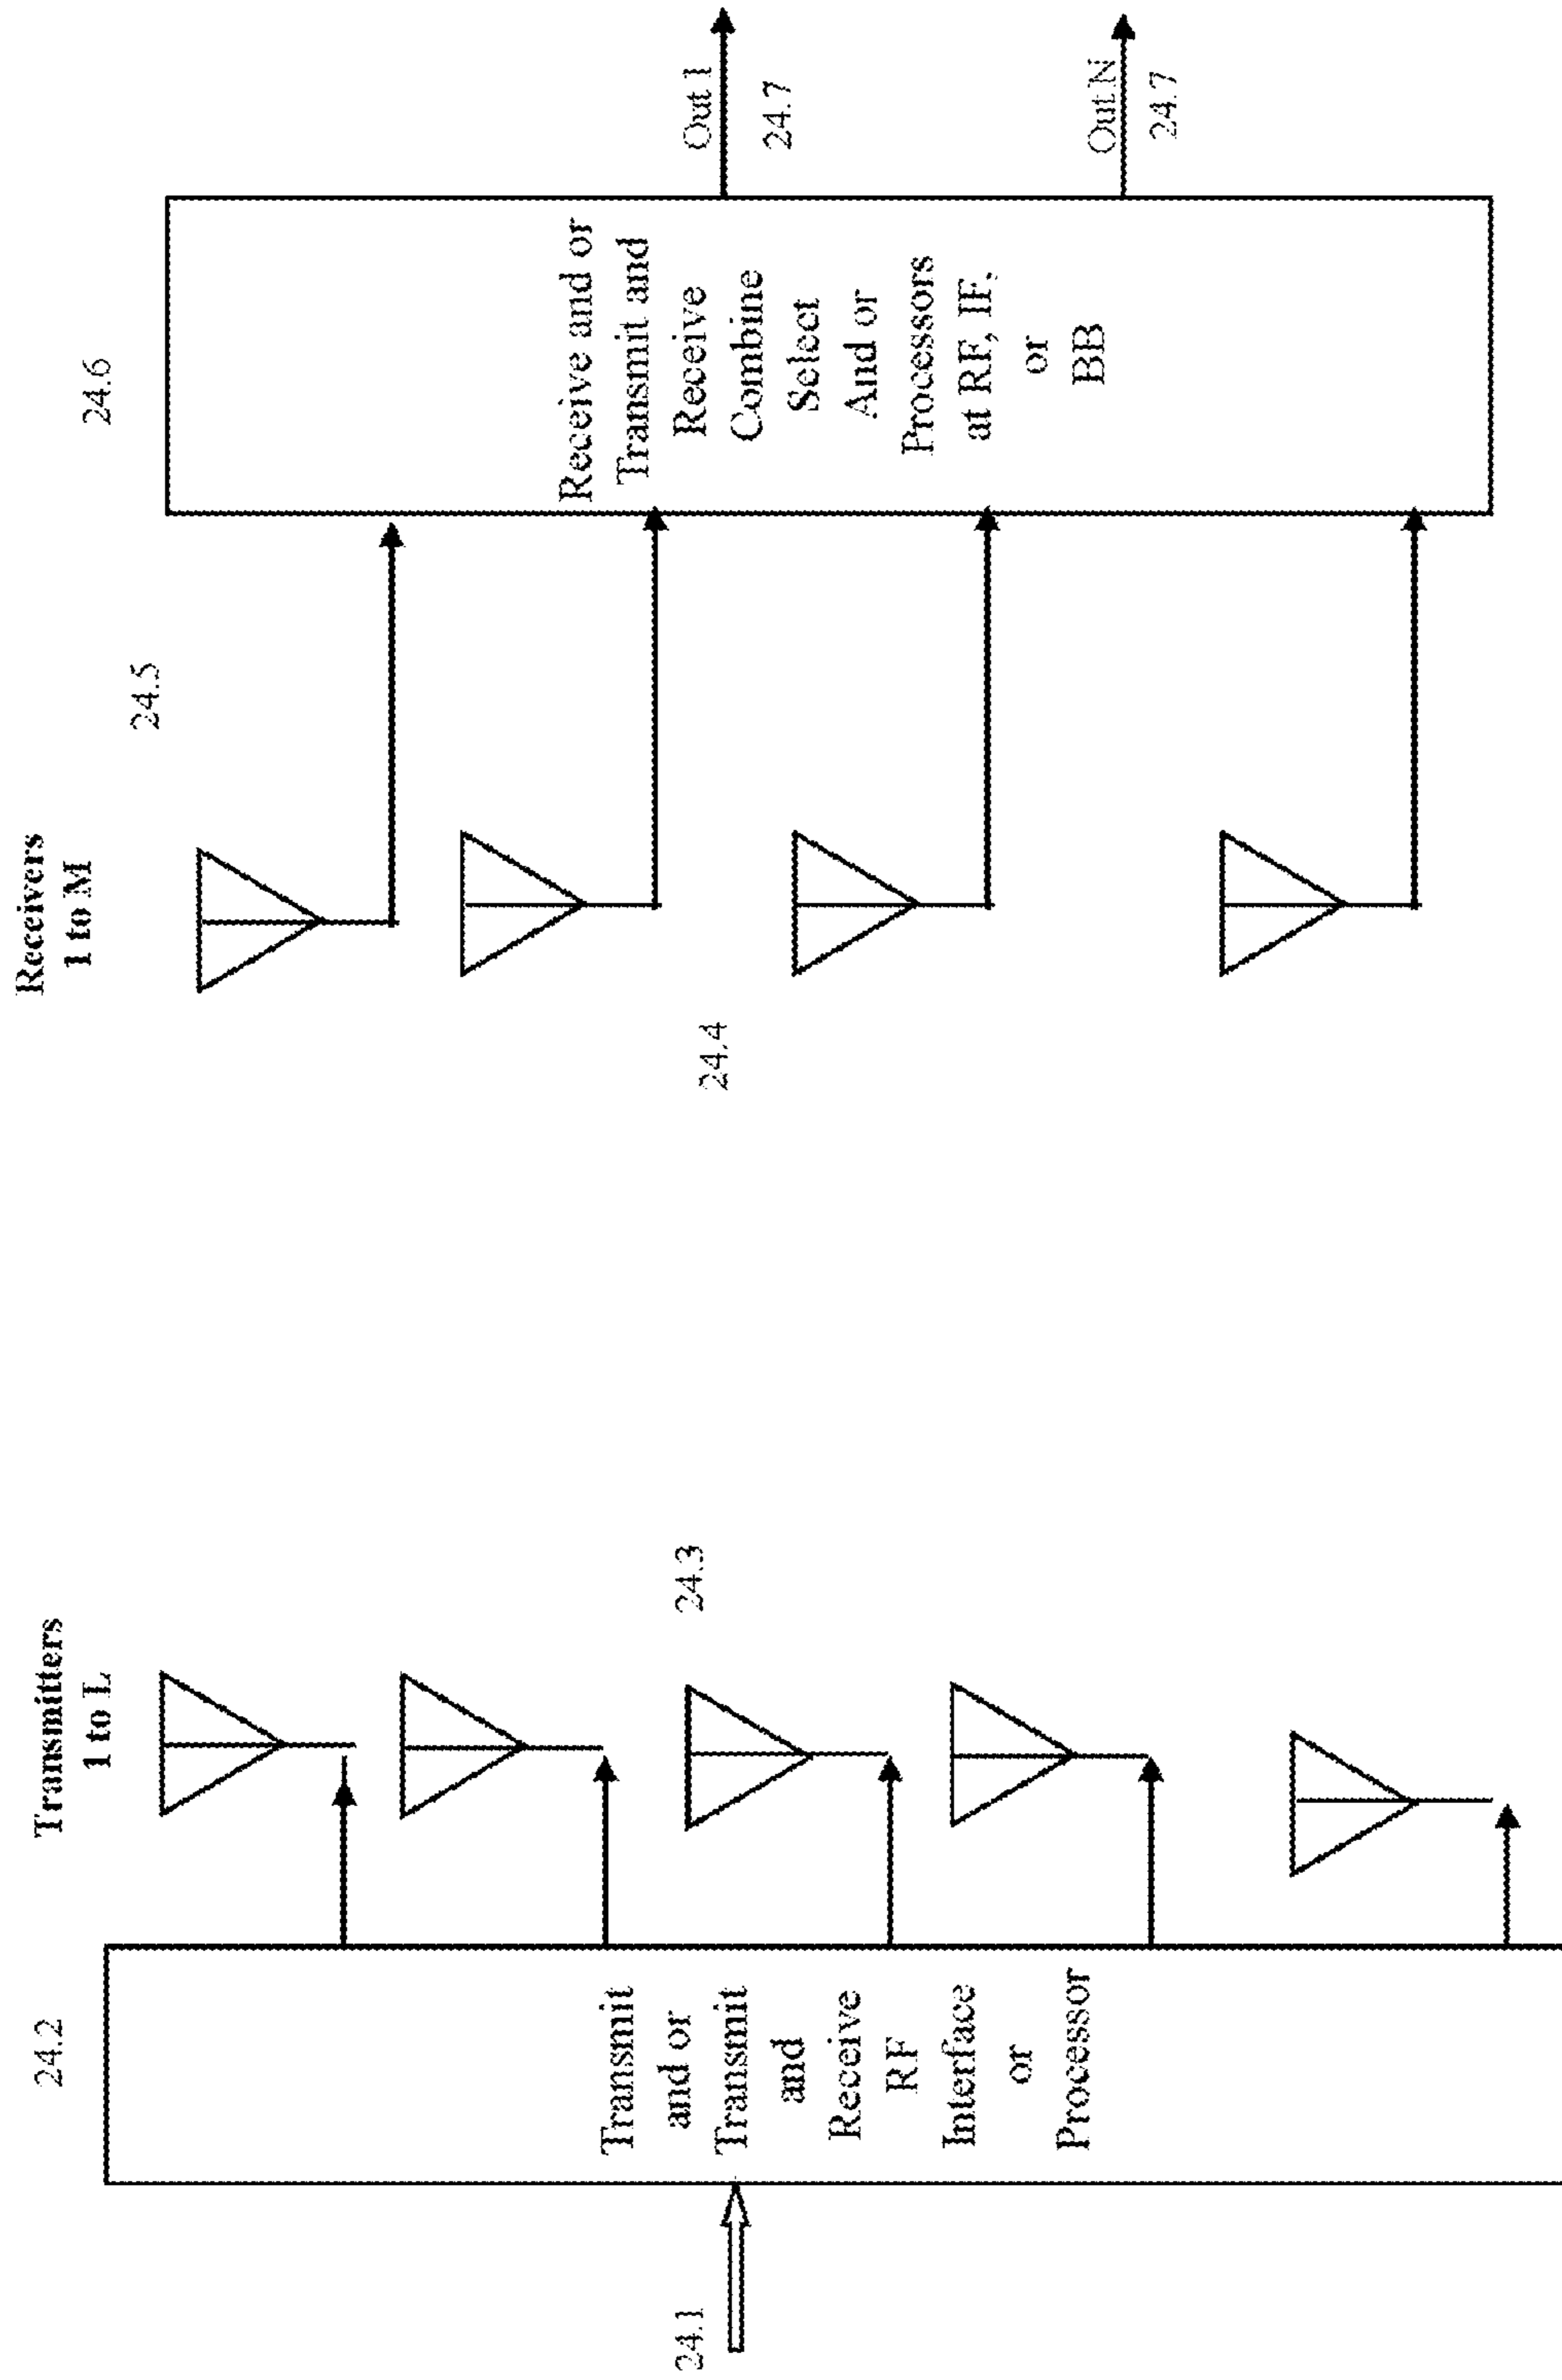 24.1
24.2
Transmit
and or
Transmit
and
Receive
RF
Interface
or
Processor
Transmitters
1 to L
24.3
24.4
Receivers
1 to M
24.5
24.6
Receive and or
Transmit and
Receive
Combine
Select
And or
Processors
at RF, IF,
or
BB
Out 1
24.7
Out N
24.7